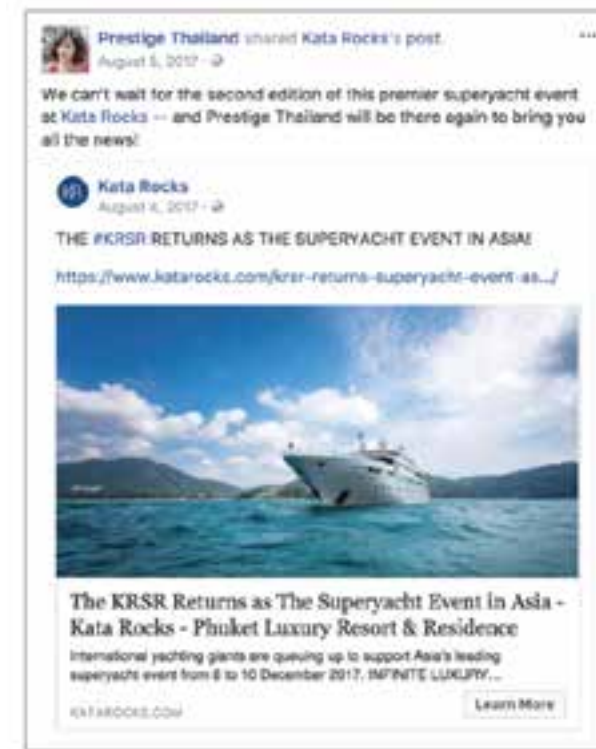 Prestige Thailand shared Kata Rocks's post.
August 5, 2017
We can't wait for the second edition of this premier superyacht event
at Kata Rocks -- and Prestige Thailand will be there again to bring you
all the news!
Kata Rocks
August 4, 2017
THE #KRSR RETURNS AS THE SUPERYACHT EVENT IN ASIA!
https://www.katarocks.com/krsr-returns-superyacht-event-as.../
The KRSR Returns as The Superyacht Event in Asia -
Kata Rocks - Phuket Luxury Resort & Residence
International yachting giants are queuing up to support Asia's leading
superyacht event from 6 to 10 December 2017. INFINITE LUXURY...
KATAROCKS.COM
Learn More